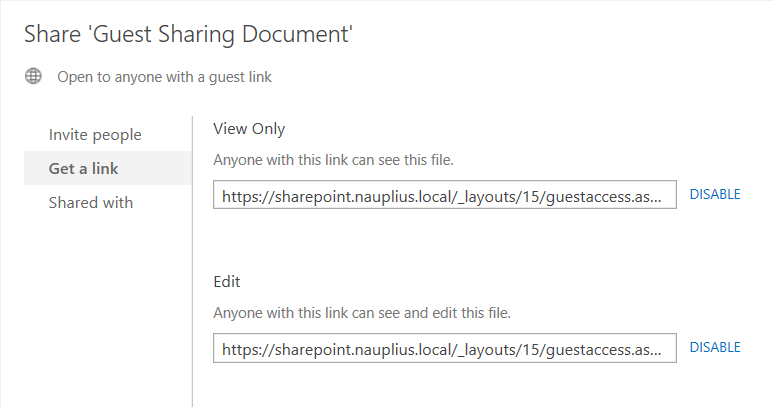 Share 'Guest Sharing Document'
Open to anyone with a guest link
Invite people
Get a link
Shared with
View Only
Anyone with this link can see this file.
https://sharepoint.nauplius.local/_layouts/15/guestaccess.as...
DISABLE
Edit
Anyone with this link can see and edit this file.
https://sharepoint.nauplius.local/_layouts/15/guestaccess.as...
DISABLE